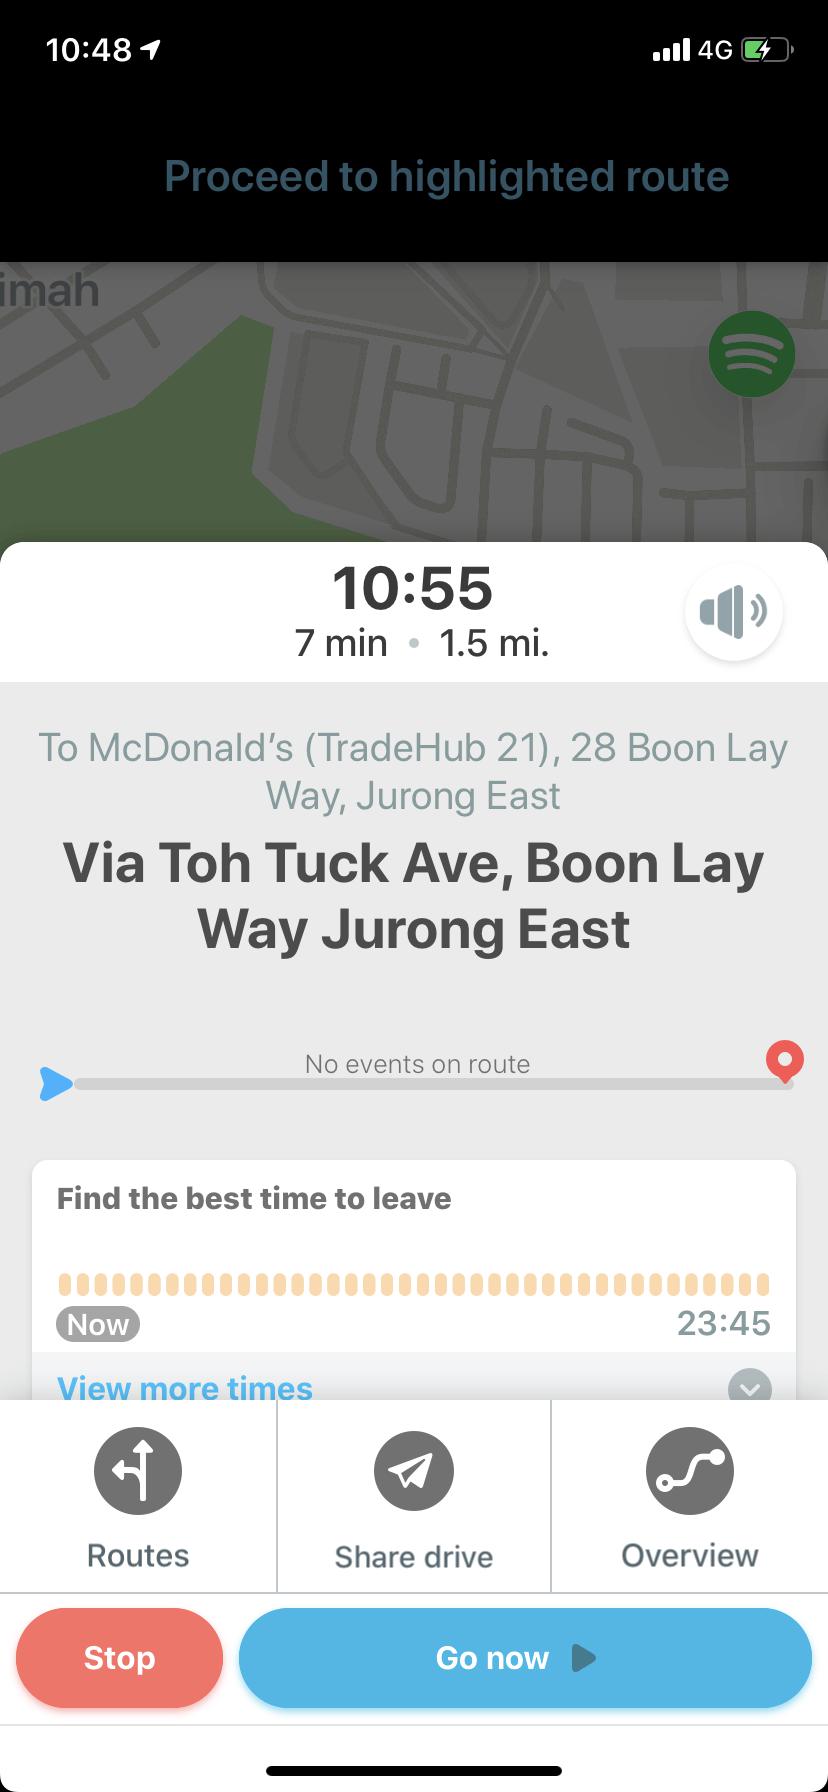 10:48
4G
Proceed to highlighted route
imah
10:55
7 min • 1.5 mi.
To McDonald's (TradeHub 21), 28 Boon Lay
Way, Jurong East
Via Toh Tuck Ave, Boon Lay
Way Jurong East
No events on route
Find the best time to leave
Now
23:45
View more times
Routes
Share drive
Overview
Stop
Go now